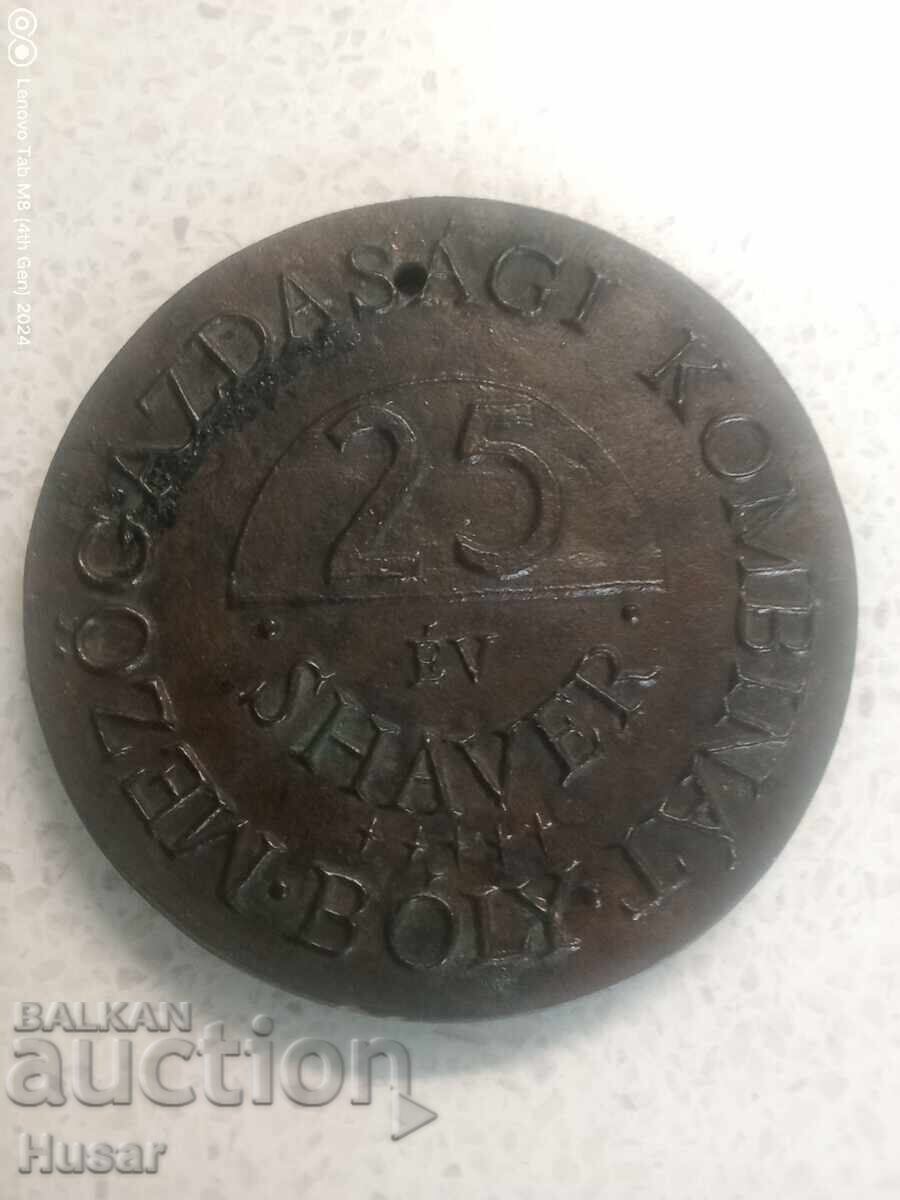 Lenovo Tab M8 (4th Gen) 2024
MEZŐGAZDASÁGI KOMBINÁT · BÓLY ·
25
ÉV
· SHAVER ·
BALKAN
auction
Husar